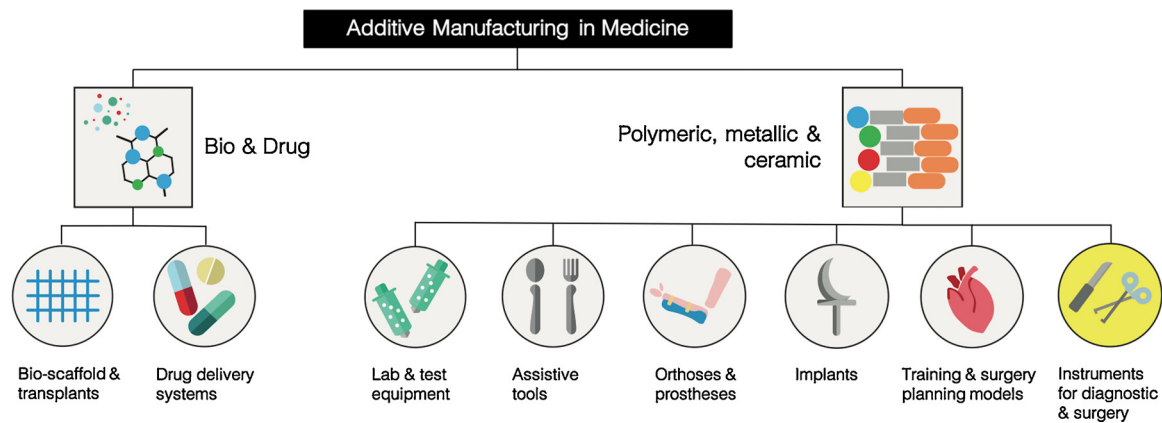 Additive Manufacturing in Medicine
Bio & Drug
Polymeric, metallic &
ceramic
Bio-scaffold &
transplants
Drug delivery
systems
Lab & test
equipment
Assistive
tools
Orthoses &
prostheses
Implants
Training & surgery
planning models
Instruments
for diagnostic
& surgery